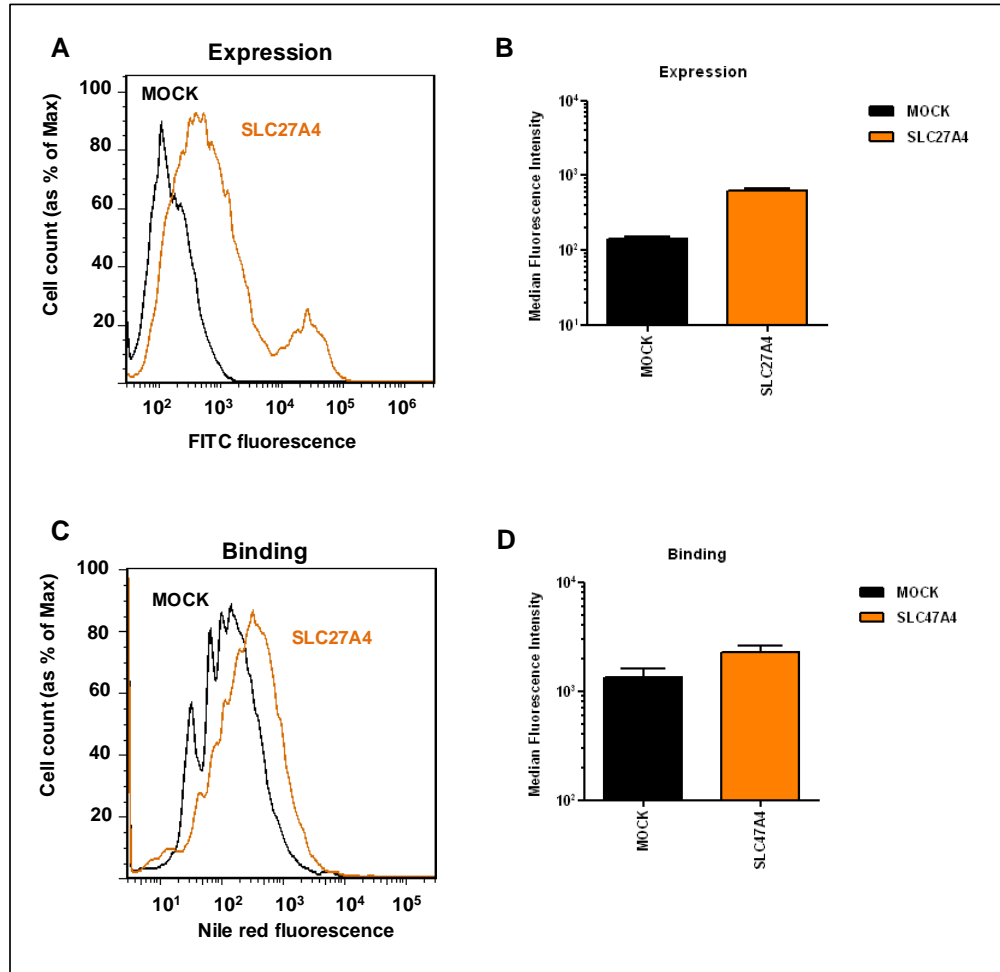 A
Expression
MOCK
SLC27A4
Cell count (as % of Max)
100
80
60
40
20
10²
10³
10⁴
10⁵
10⁶
FITC fluorescence
B
Expression
Median Fluorescence Intensity
10⁴
10³
10²
10¹
MOCK
SLC27A4
MOCK
SLC27A4
C
Binding
MOCK
SLC27A4
Cell count (as % of Max)
100
80
60
40
20
10¹
10²
10³
10⁴
10⁵
Nile red fluorescence
D
Binding
Median Fluorescence Intensity
10⁴
10³
10²
MOCK
SLC47A4
MOCK
SLC47A4